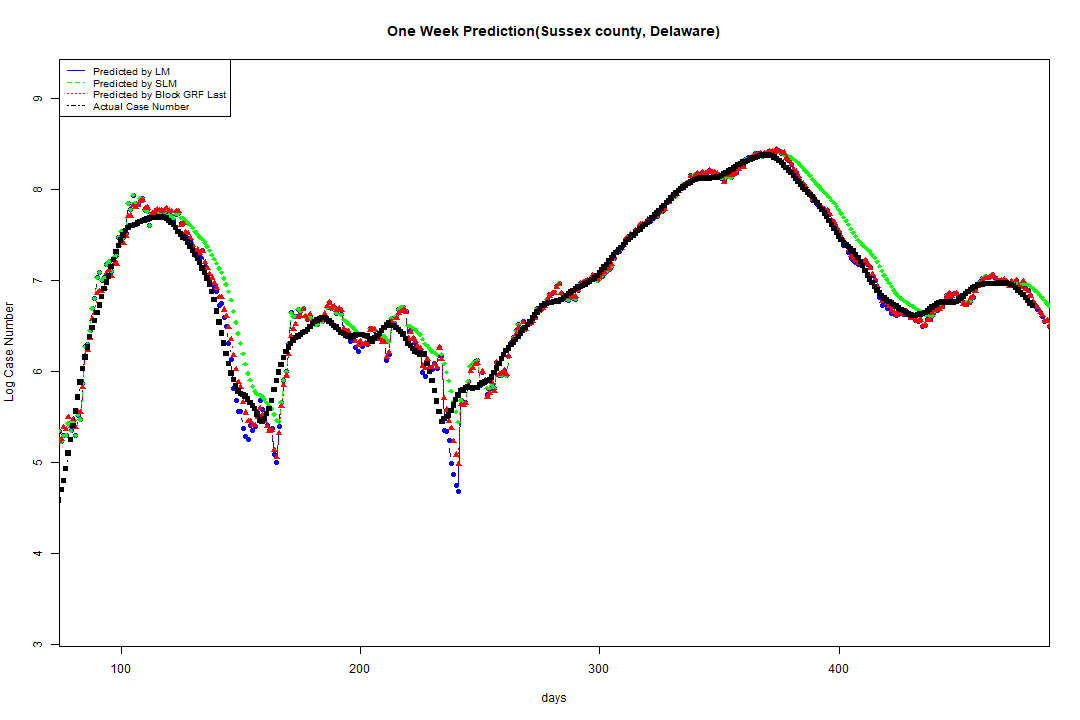 One Week Prediction(Sussex county, Delaware)
Predicted by LM
Predicted by SLM
Predicted by Block GRF Last
Actual Case Number
9
8
7
6
5
4
3
Log Case Number
100 200 300 400
days